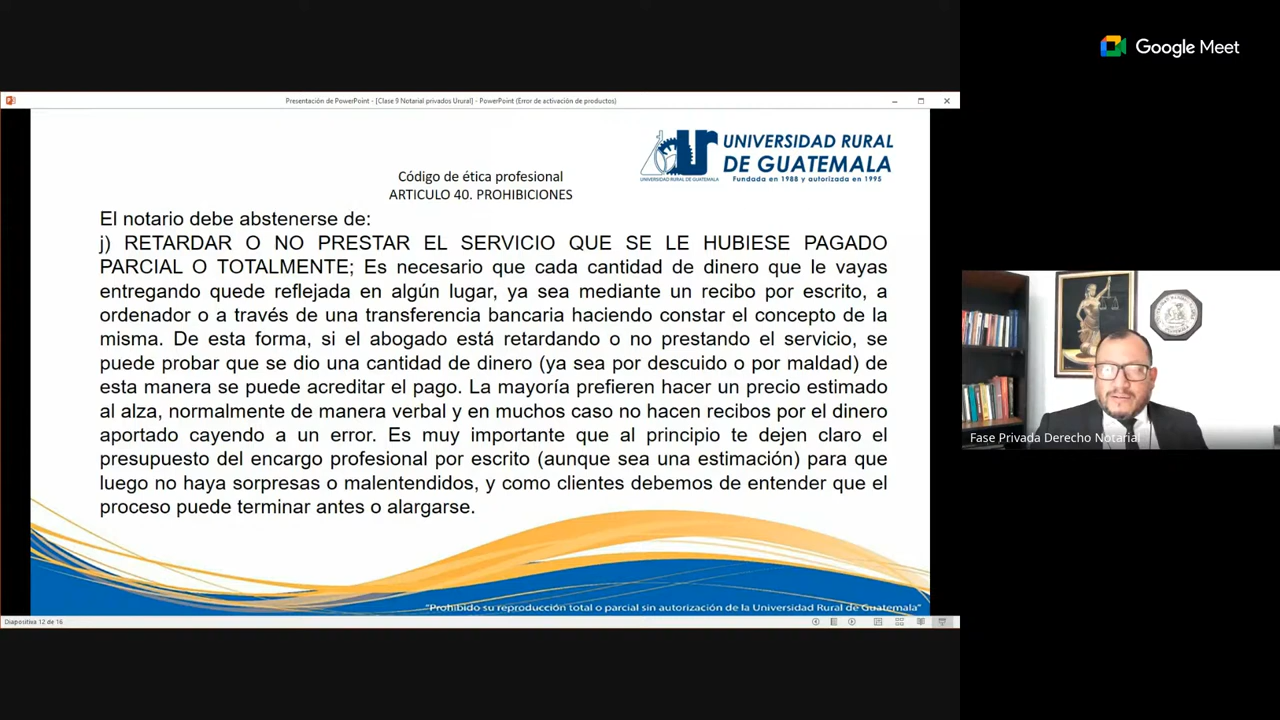 Google Meet
Presentación de PowerPoint - [Clase 9 Notarial privados Urural] - PowerPoint (Error de activación de productos)
UNIVERSIDAD RURAL
DE GUATEMALA
Fundada en 1988 y autorizada en 1995
UNIVERSIDAD RURAL DE GUATEMALA
Código de ética profesional
ARTICULO 40. PROHIBICIONES
El notario debe abstenerse de:
j) RETARDAR O NO PRESTAR EL SERVICIO QUE SE LE HUBIESE PAGADO
PARCIAL O TOTALMENTE; Es necesario que cada cantidad de dinero que le vayas
entregando quede reflejada en algún lugar, ya sea mediante un recibo por escrito, a
ordenador o a través de una transferencia bancaria haciendo constar el concepto de la
misma. De esta forma, si el abogado está retardando o no prestando el servicio, se
puede probar que se dio una cantidad de dinero (ya sea por descuido o por maldad) de
esta manera se puede acreditar el pago. La mayoría prefieren hacer un precio estimado
al alza, normalmente de manera verbal y en muchos caso no hacen recibos por el dinero
aportado cayendo a un error. Es muy importante que al principio te dejen claro el
presupuesto del encargo profesional por escrito (aunque sea una estimación) para que
luego no haya sorpresas o malentendidos, y como clientes debemos de entender que el
proceso puede terminar antes o alargarse.
"Prohibido su reproducción total o parcial sin autorización de la Universidad Rural de Guatemala"
Diapositiva 12 de 16
Fase Privada Derecho Notarial